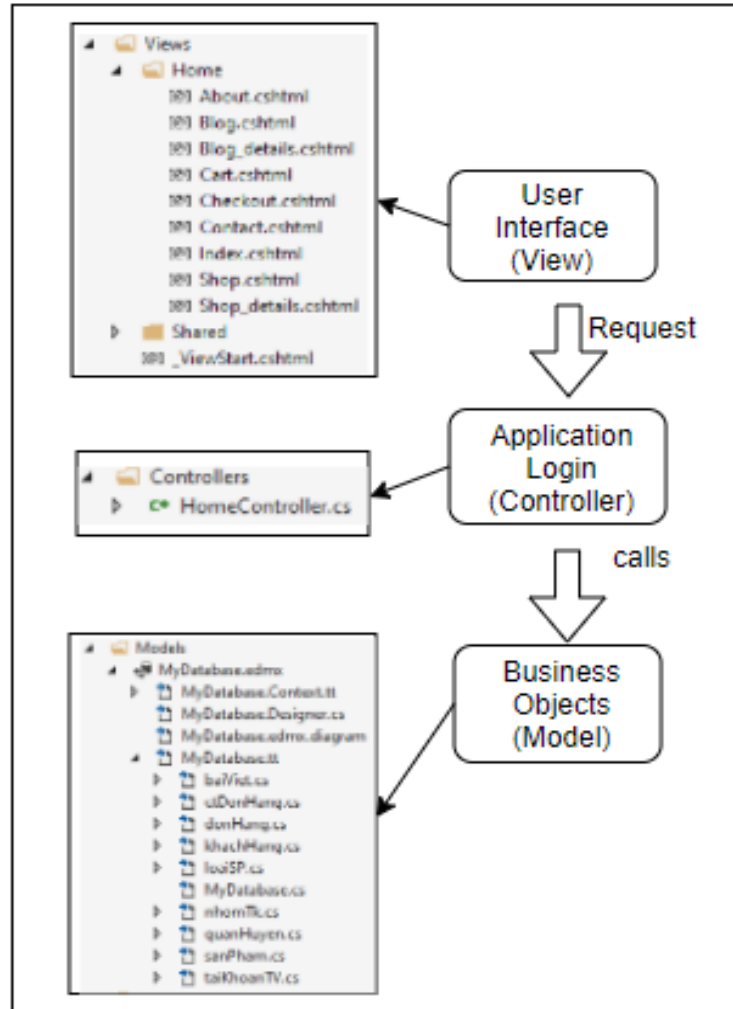 Views
Home
About.cshtml
Blog.cshtml
Blog_details.cshtml
Cart.cshtml
Checkout.cshtml
Contact.cshtml
Index.cshtml
Shop.cshtml
Shop_details.cshtml
Shared
_ViewStart.cshtml
User
Interface
(View)
Request
Application
Login
(Controller)
Controllers
C# HomeController.cs
calls
Business
Objects
(Model)
Models
MyDatabase.edmx
MyDatabase.Context.tt
MyDatabase.Designer.cs
MyDatabase.edmx.diagram
MyDatabase.tt
baiViet.cs
ctDonHang.cs
donHang.cs
khachHang.cs
loaiSP.cs
MyDatabase.cs
nhomTk.cs
quanHuyen.cs
sanPham.cs
taiKhoanTV.cs